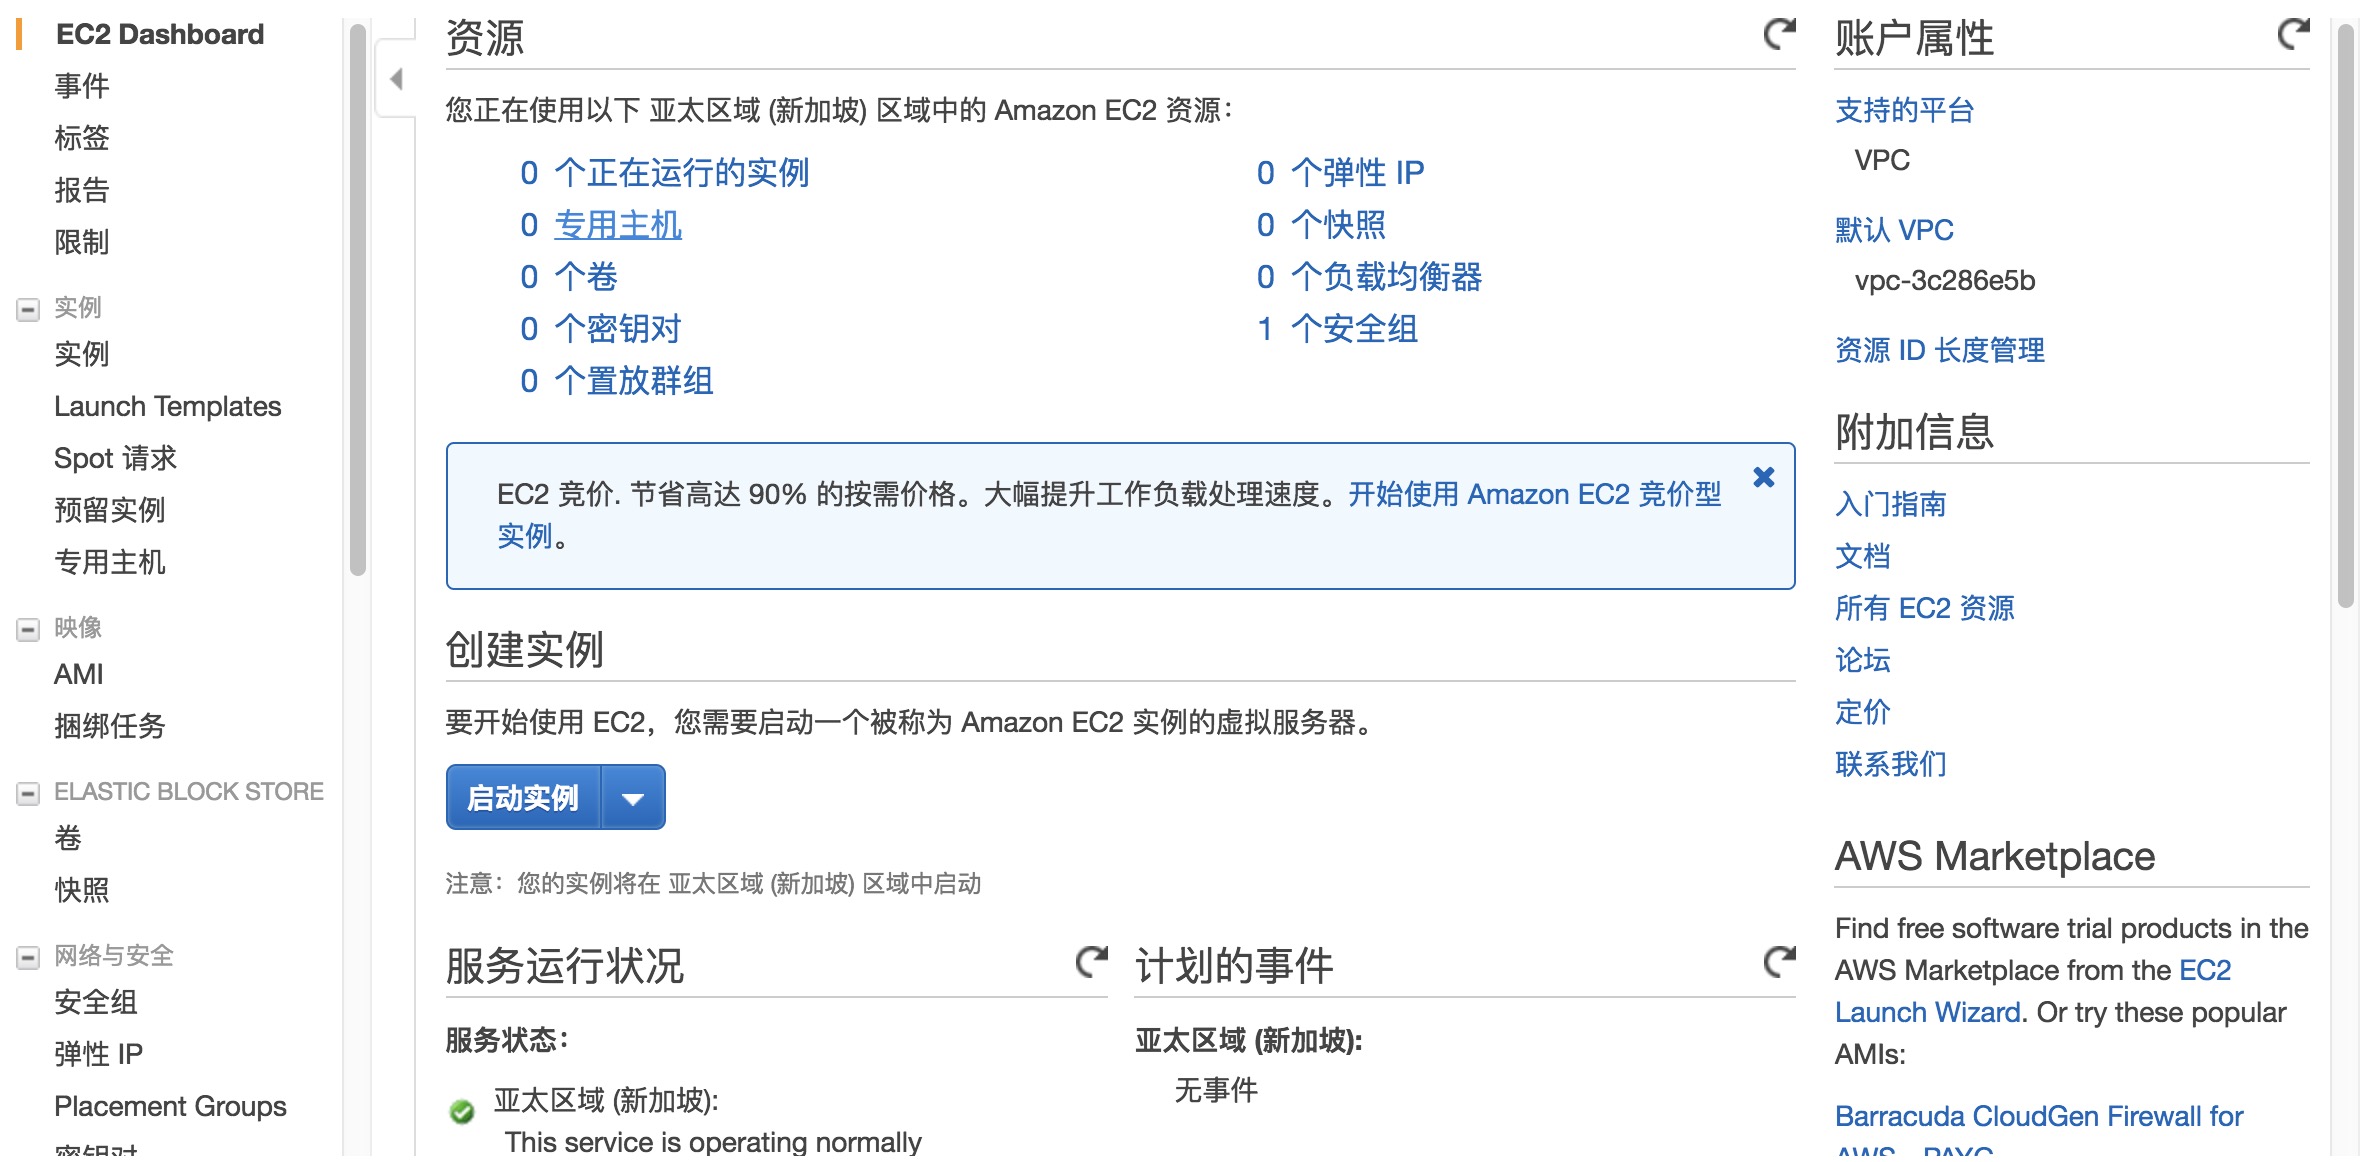 EC2 Dashboard
事件
标签
报告
限制
实例
实例
Launch Templates
Spot 请求
预留实例
专用主机
映像
AMI
捆绑任务
ELASTIC BLOCK STORE
卷
快照
网络与安全
安全组
弹性 IP
Placement Groups
密钥对
资源
您正在使用以下 亚太区域 (新加坡) 区域中的 Amazon EC2 资源：
0 个正在运行的实例
0 专用主机
0 个卷
0 个密钥对
0 个置放群组
0 个弹性 IP
0 个快照
0 个负载均衡器
1 个安全组
EC2 竞价. 节省高达 90% 的按需价格。大幅提升工作负载处理速度。开始使用 Amazon EC2 竞价型
实例。
创建实例
要开始使用 EC2，您需要启动一个被称为 Amazon EC2 实例的虚拟服务器。
启动实例
注意：您的实例将在 亚太区域 (新加坡) 区域中启动
服务运行状况
服务状态：
亚太区域 (新加坡):
This service is operating normally
计划的事件
亚太区域 (新加坡):
无事件
账户属性
支持的平台
VPC
默认 VPC
vpc-3c286e5b
资源 ID 长度管理
附加信息
入门指南
文档
所有 EC2 资源
论坛
定价
联系我们
AWS Marketplace
Find free software trial products in the
AWS Marketplace from the EC2
Launch Wizard. Or try these popular
AMIs:
Barracuda CloudGen Firewall for
AWS - PAYG